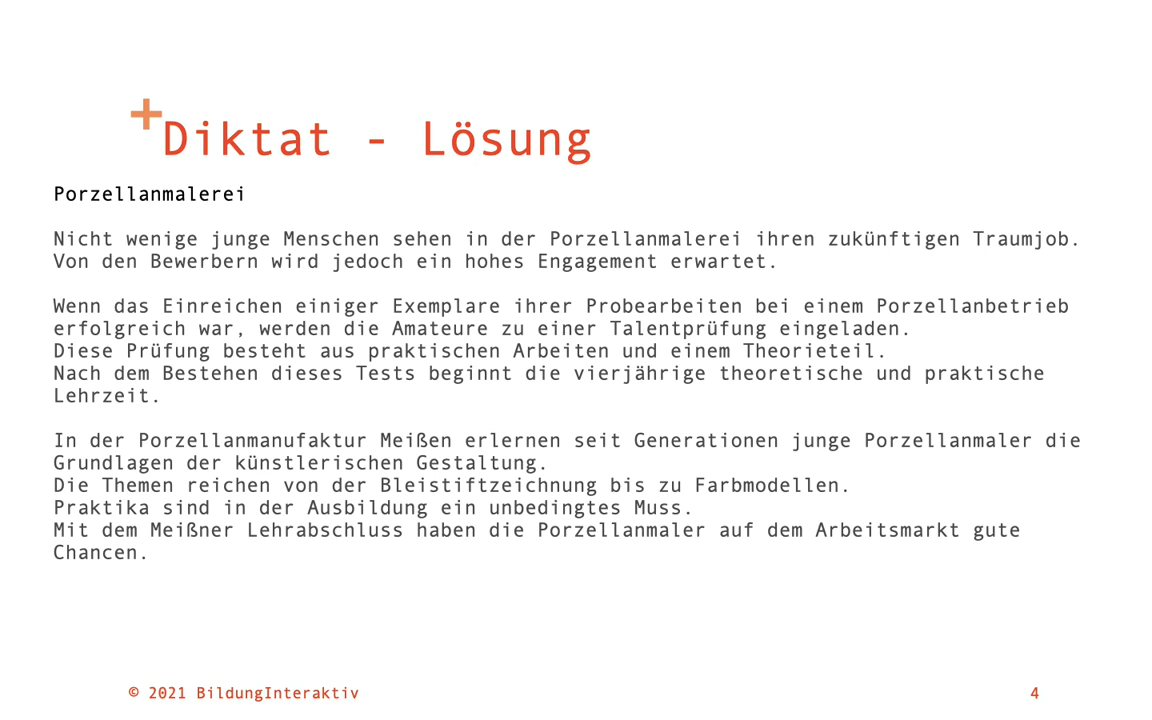 +
Diktat - Lösung
Porzellanmalerei
Nicht wenige junge Menschen sehen in der Porzellanmalerei ihren zukünftigen Traumjob.
Von den Bewerbern wird jedoch ein hohes Engagement erwartet.
Wenn das Einreichen einiger Exemplare ihrer Probearbeiten bei einem Porzellanbetrieb
erfolgreich war, werden die Amateure zu einer Talentprüfung eingeladen.
Diese Prüfung besteht aus praktischen Arbeiten und einem Theorieteil.
Nach dem Bestehen dieses Tests beginnt die vierjährige theoretische und praktische
Lehrzeit.
In der Porzellanmanufaktur Meißen erlernen seit Generationen junge Porzellanmaler die
Grundlagen der künstlerischen Gestaltung.
Die Themen reichen von der Bleistiftzeichnung bis zu Farbmodellen.
Praktika sind in der Ausbildung ein unbedingtes Muss.
Mit dem Meißner Lehrabschluss haben die Porzellanmaler auf dem Arbeitsmarkt gute
Chancen.
© 2021 BildungInteraktiv
4